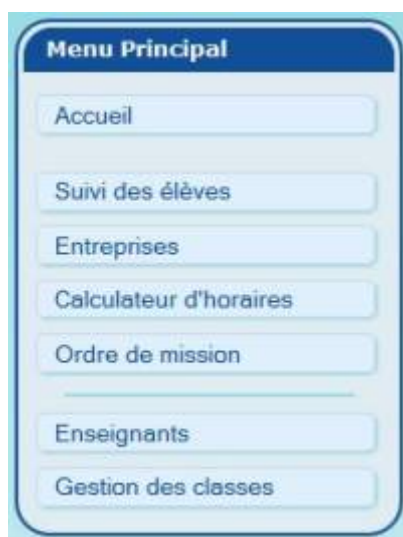 Menu Principal
Accueil
Suivi des élèves
Entreprises
Calculateur d'horaires
Ordre de mission
Enseignants
Gestion des classes